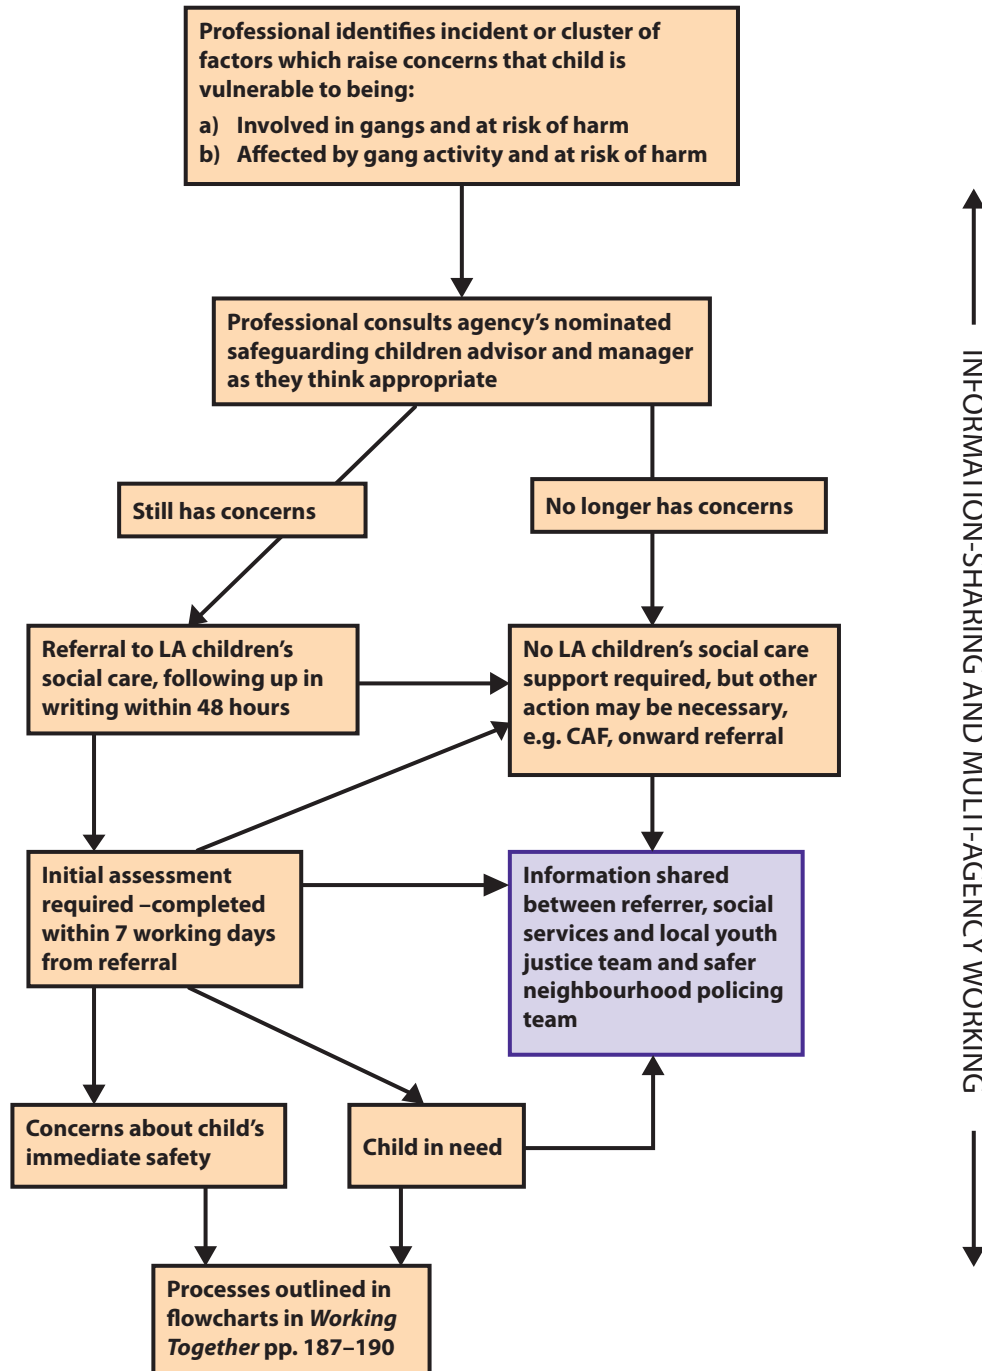 Professional identifies incident or cluster of
factors which raise concerns that child is
vulnerable to being:
a) Involved in gangs and at risk of harm
b) Affected by gang activity and at risk of harm
Professional consults agency’s nominated
safeguarding children advisor and manager
as they think appropriate
Still has concerns
No longer has concerns
Referral to LA children’s
social care, following up in
writing within 48 hours
No LA children’s social care
support required, but other
action may be necessary,
e.g. CAF, onward referral
Initial assessment
required –completed
within 7 working days
from referral
Information shared
between referrer, social
services and local youth
justice team and safer
neighbourhood policing
team
Concerns about child’s
immediate safety
Child in need
Processes outlined in
flowcharts in Working
Together pp. 187–190
INFORMATION-SHARING AND MULTI-AGENCY WORKING